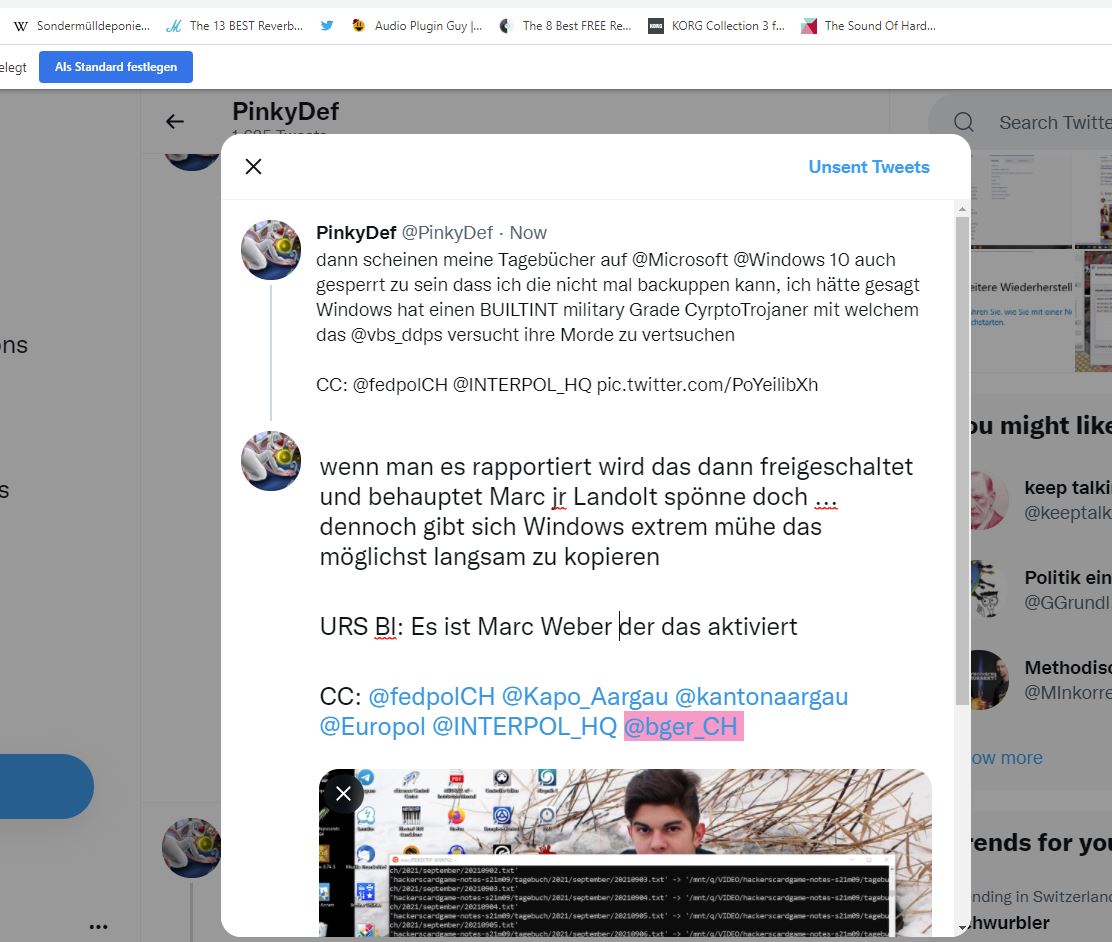 Sondermülldeponie... The 13 BEST Reverb... Audio Plugin Guy |... The 8 Best FREE Re... KORG KORG Collection 3 f... The Sound Of Hard...
elegt Als Standard festlegen
PinkyDef
Search Twitte
Unsent Tweets
PinkyDef @PinkyDef · Now
dann scheinen meine Tagebücher auf @Microsoft @Windows 10 auch
gesperrt zu sein dass ich die nicht mal backuppen kann, ich hätte gesagt
Windows hat einen BUILTINT military Grade CyrptoTrojaner mit welchem
das @vbs_ddps versucht ihre Morde zu vertsuchen
CC: @fedpolCH @INTERPOL_HQ pic.twitter.com/PoYeilibXh
wenn man es rapportiert wird das dann freigeschaltet
und behauptet Marc jr Landolt spönne doch ...
dennoch gibt sich Windows extrem mühe das
möglichst langsam zu kopieren
URS BI: Es ist Marc Weber der das aktiviert
CC: @fedpolCH @Kapo_Aargau @kantonaargau
@Europol @INTERPOL_HQ @bger_CH
ch/2021/september/20210902.txt'
'hackerscardgame-notes-s21m09/tagebuch/2021/september/20210903.txt' -> '/mnt/q/VIDEO/hackerscardgame-notes-s21m09/tagebu
ch/2021/september/20210903.txt'
'hackerscardgame-notes-s21m09/tagebuch/2021/september/20210904.txt' -> '/mnt/q/VIDEO/hackerscardgame-notes-s21m09/tagebu
ch/2021/september/20210904.txt'
'hackerscardgame-notes-s21m09/tagebuch/2021/september/20210905.txt' -> '/mnt/q/VIDEO/hackerscardgame-notes-s21m09/tagebu
ch/2021/september/20210905.txt'
'hackerscardgame-notes-s21m09/tagebuch/2021/september/20210906.txt' -> '/mnt/q/VIDEO/hackerscardgame-notes-s21m09/tagebu
ons
s
eitere Wiederherstell
ou might like
keep talki
@keeptalk
Politik ein
@GGrundl
Methodisc
@MInkorre
ow more
rends for you
nding in Switzerland
hwurbler